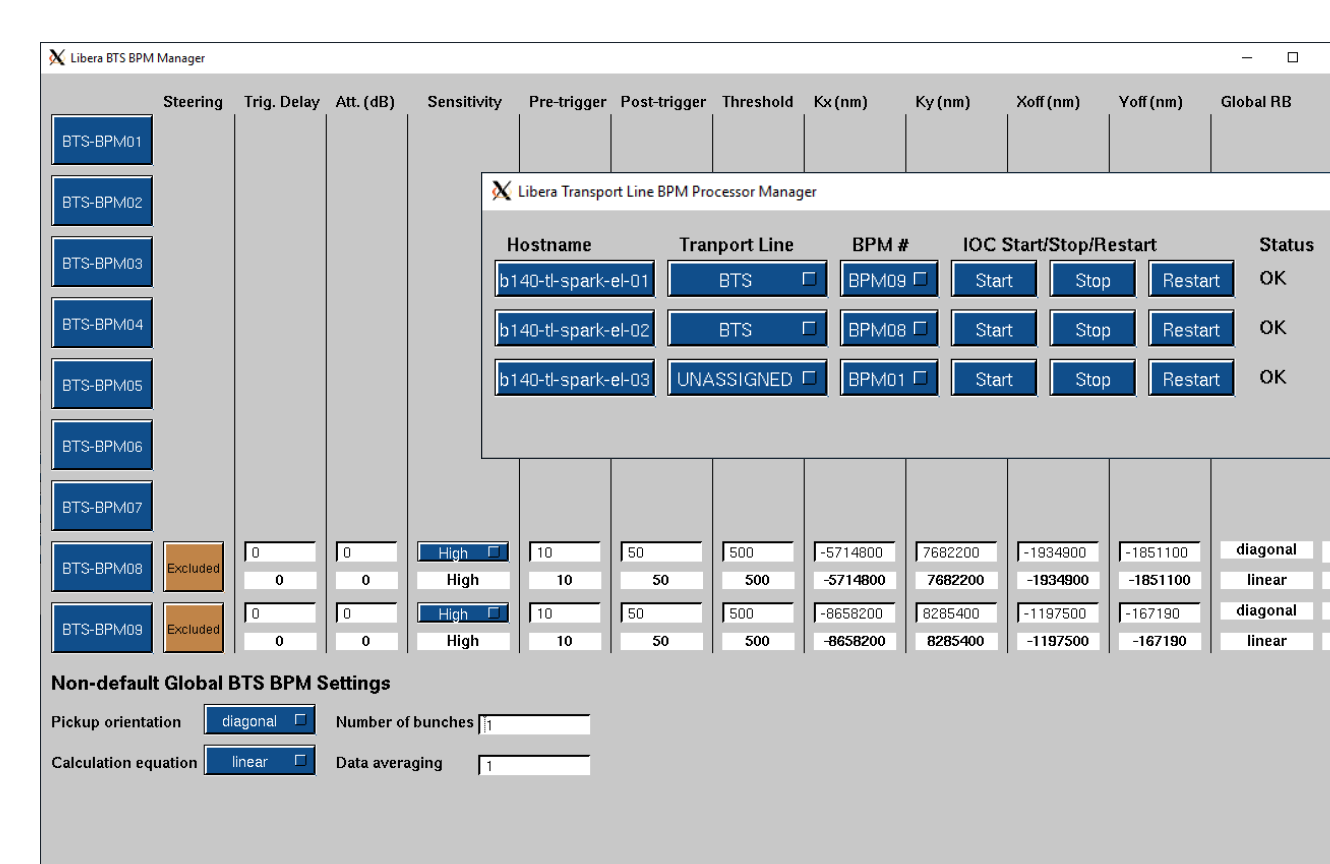 Libera BTS BPM Manager
Steering Trig. Delay Att. (dB) Sensitivity Pre-trigger Post-trigger Threshold Kx (nm) Ky (nm) Xoff (nm) Yoff (nm) Global RB
BTS-BPM01
BTS-BPM02
BTS-BPM03
BTS-BPM04
BTS-BPM05
BTS-BPM06
BTS-BPM07
BTS-BPM08 Excluded
0 0 High 10 50 500 -5714800 7682200 -1934900 -1851100 diagonal
0 0 High 10 50 500 -5714800 7682200 -1934900 -1851100 linear
BTS-BPM09 Excluded
0 0 High 10 50 500 -8658200 8285400 -1197500 -167190 diagonal
0 0 High 10 50 500 -8658200 8285400 -1197500 -167190 linear
Libera Transport Line BPM Processor Manager
Hostname Tranport Line BPM # IOC Start/Stop/Restart Status
b140-tl-spark-el-01 BTS BPM09 Start Stop Restart OK
b140-tl-spark-el-02 BTS BPM08 Start Stop Restart OK
b140-tl-spark-el-03 UNASSIGNED BPM01 Start Stop Restart OK
Non-default Global BTS BPM Settings
Pickup orientation diagonal Number of bunches 1
Calculation equation linear Data averaging 1